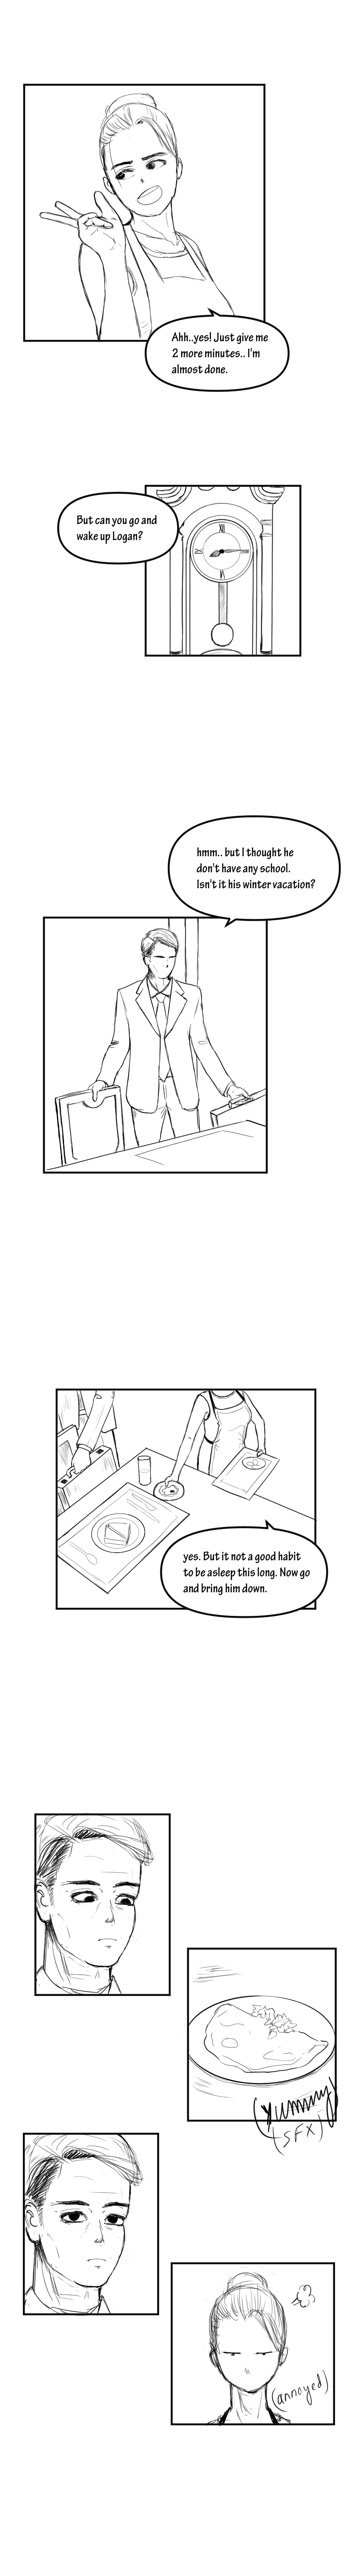 Ahh..yes! Just give me
2 more minutes.. I'm
almost done.
But can you go and
wake up Logan?
XII
hmm.. but I thought he
don't have any school.
Isn't it his winter vacation?
yes. But it not a good habit
to be asleep this long. Now go
and bring him down.
(yummy)
(SFX)
(annoyed)